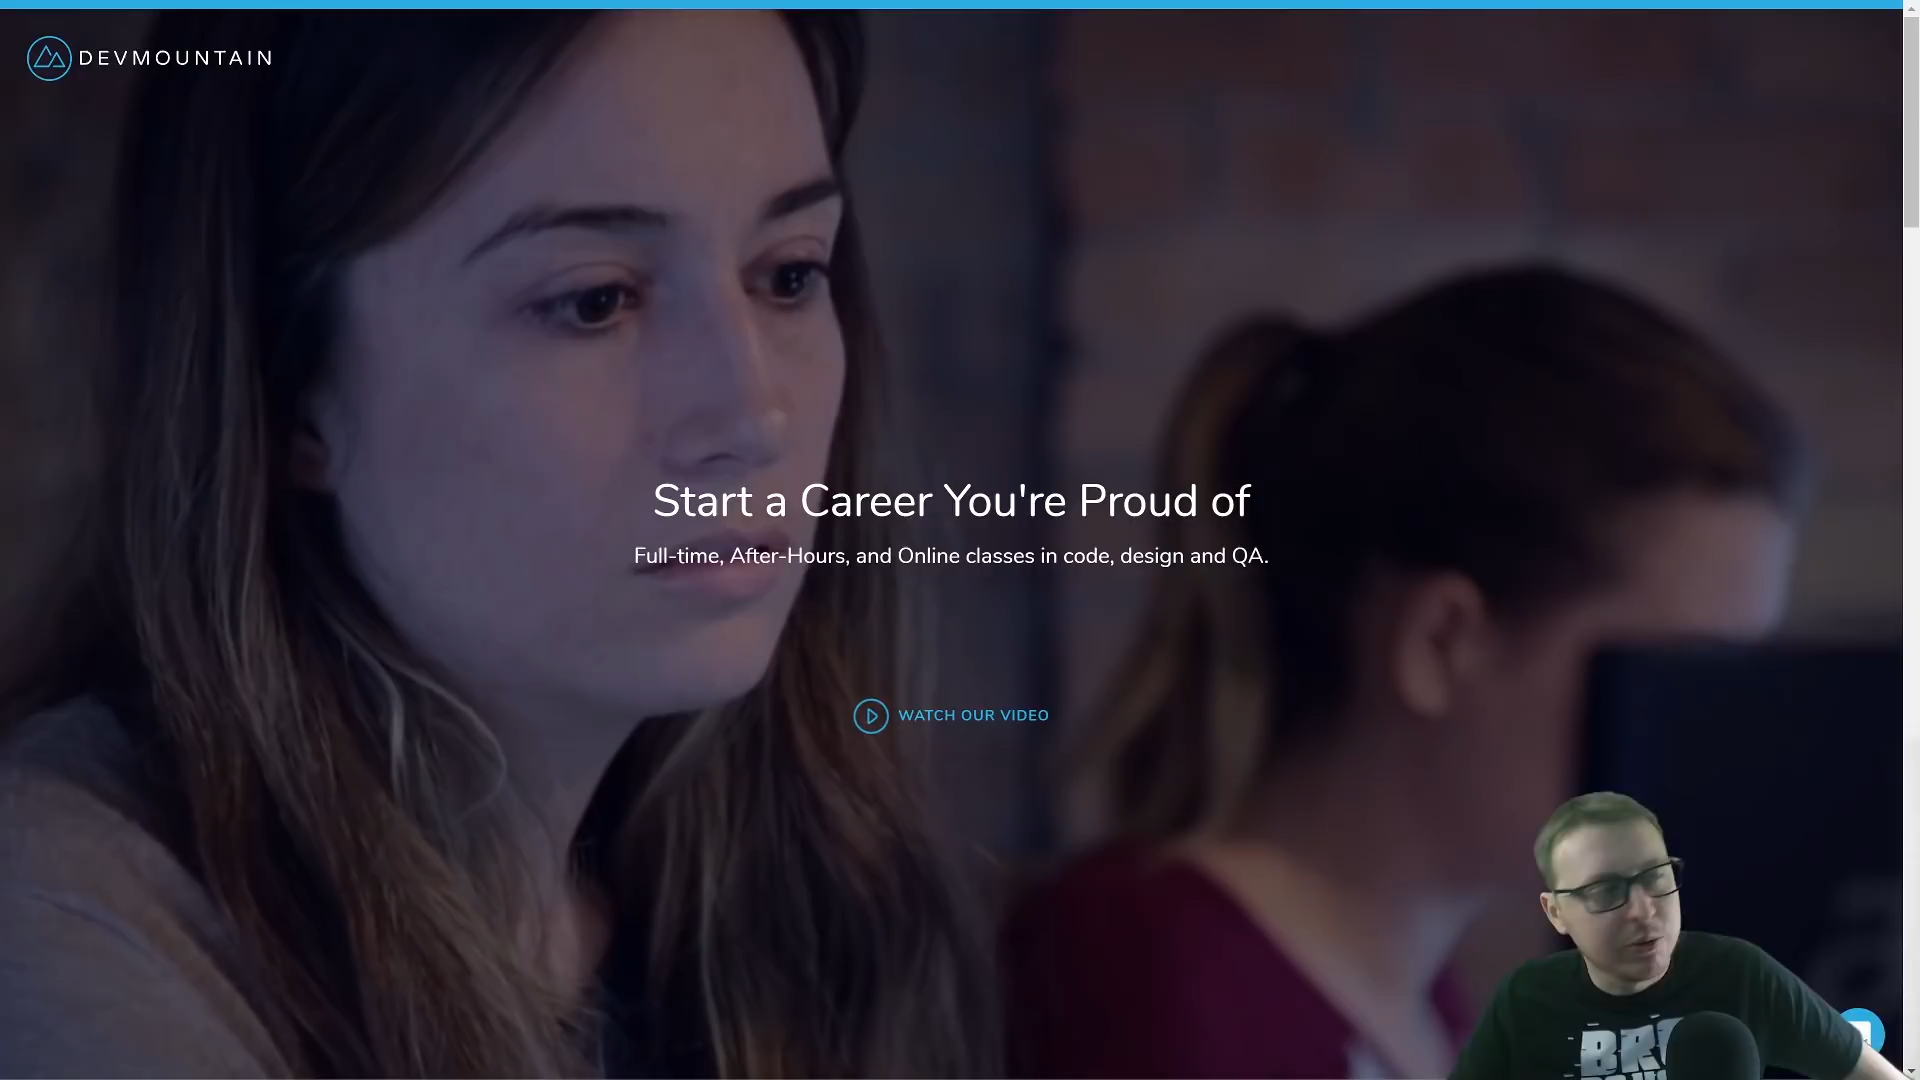 DEVMOUNTAIN
Start a Career You're Proud of
Full-time, After-Hours, and Online classes in code, design and QA.
WATCH OUR VIDEO